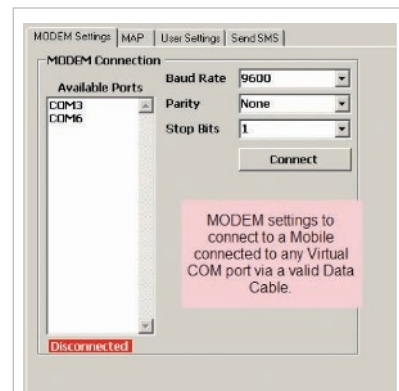 MODEM Settings MAP User Settings Send SMS
MODEM Connection
Available Ports
COM3
COM6
Baud Rate 9600
Parity None
Stop Bits 1
Connect
MODEM settings to
connect to a Mobile
connected to any Virtual
COM port via a valid Data
Cable.
Disconnected